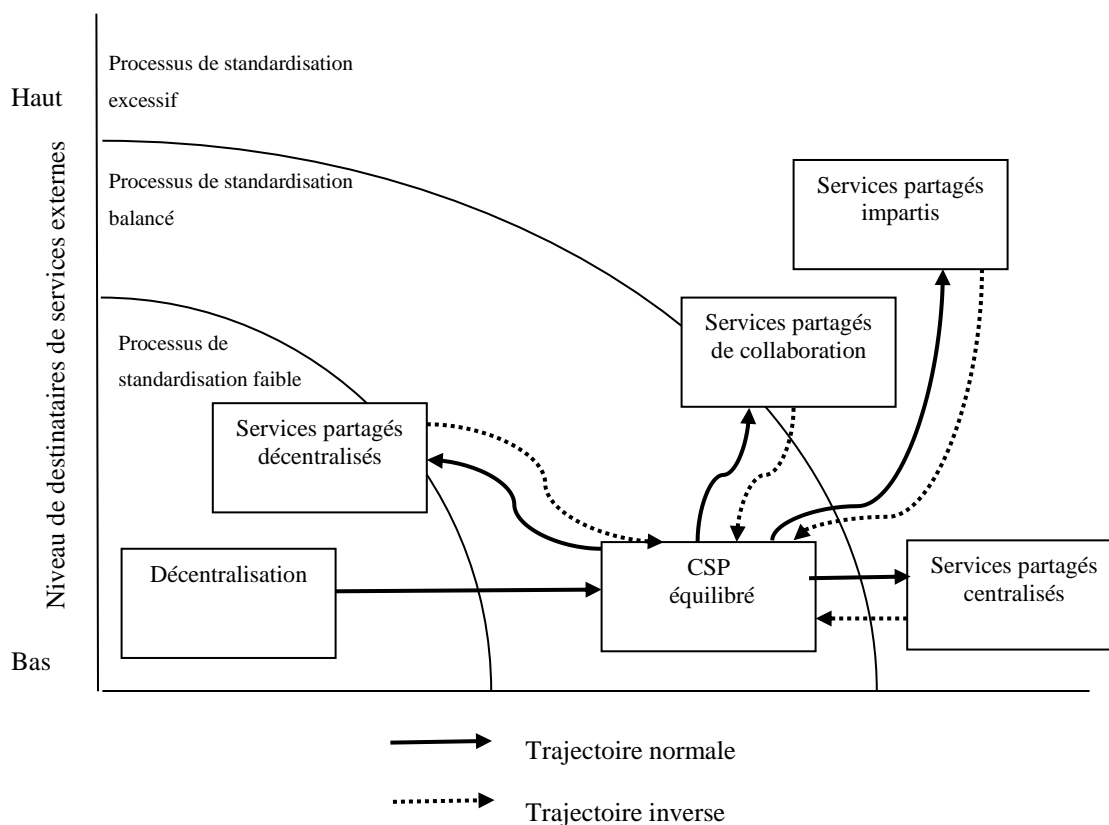 Processus de standardisation
excessif
Haut
Processus de standardisation
balancé
Services partagés
impartis
Niveau de destinataires de services externes
Services partagés
de collaboration
Processus de
standardisation faible
Services partagés
décentralisés
Décentralisation
CSP
équilibré
Services partagés
centralisés
Bas
Trajectoire normale
Trajectoire inverse